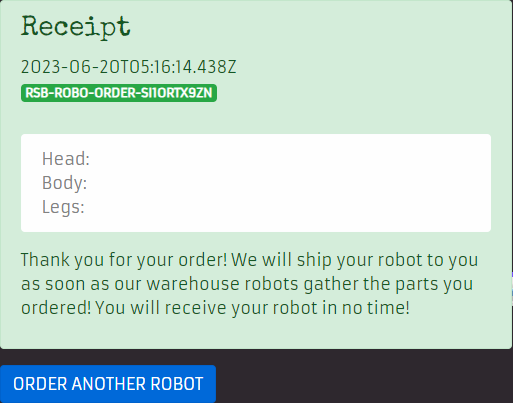 Receipt
2023-06-20T05:16:14.438Z
RSB-ROBO-ORDER-SI1ORTX9ZN
Head:
Body:
Legs:
Thank you for your order! We will ship your robot to you
as soon as our warehouse robots gather the parts you
ordered! You will receive your robot in no time!
ORDER ANOTHER ROBOT